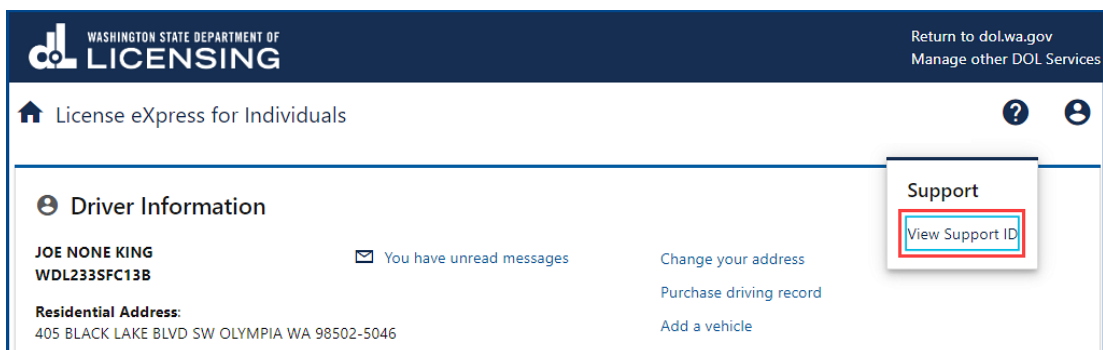 WASHINGTON STATE DEPARTMENT OF
LICENSING
Return to dol.wa.gov
Manage other DOL Services
License eXpress for Individuals
Support
View Support ID
Driver Information
JOE NONE KING
WDL233SFC13B
You have unread messages
Change your address
Purchase driving record
Add a vehicle
Residential Address:
405 BLACK LAKE BLVD SW OLYMPIA WA 98502-5046